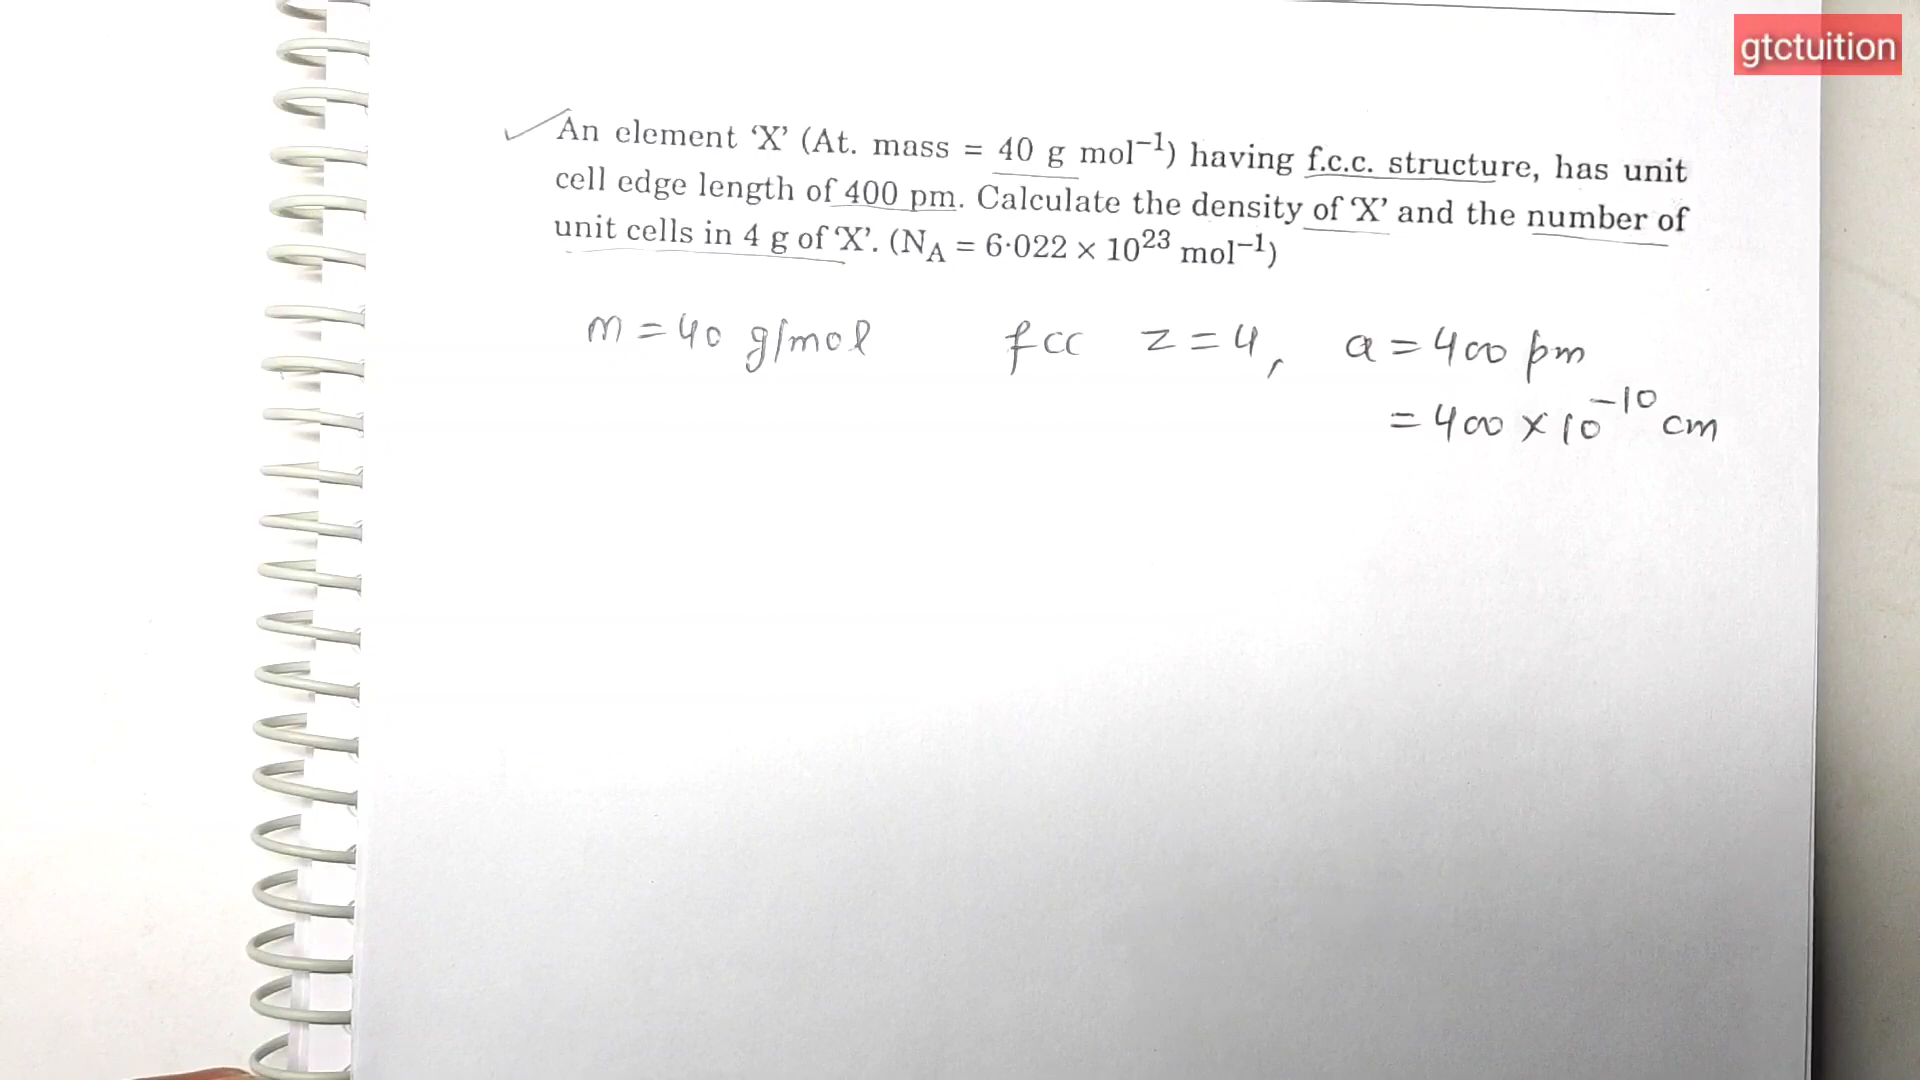 gtctuition
An element ‘X’ (At. mass = 40 g mol⁻¹) having f.c.c. structure, has unit
cell edge length of 400 pm. Calculate the density of ‘X’ and the number of
unit cells in 4 g of ‘X’. (N_A = 6·022 × 10²³ mol⁻¹)
m = 40 g/mol fcc z = 4, a = 400 pm
= 400 × 10⁻¹⁰ cm